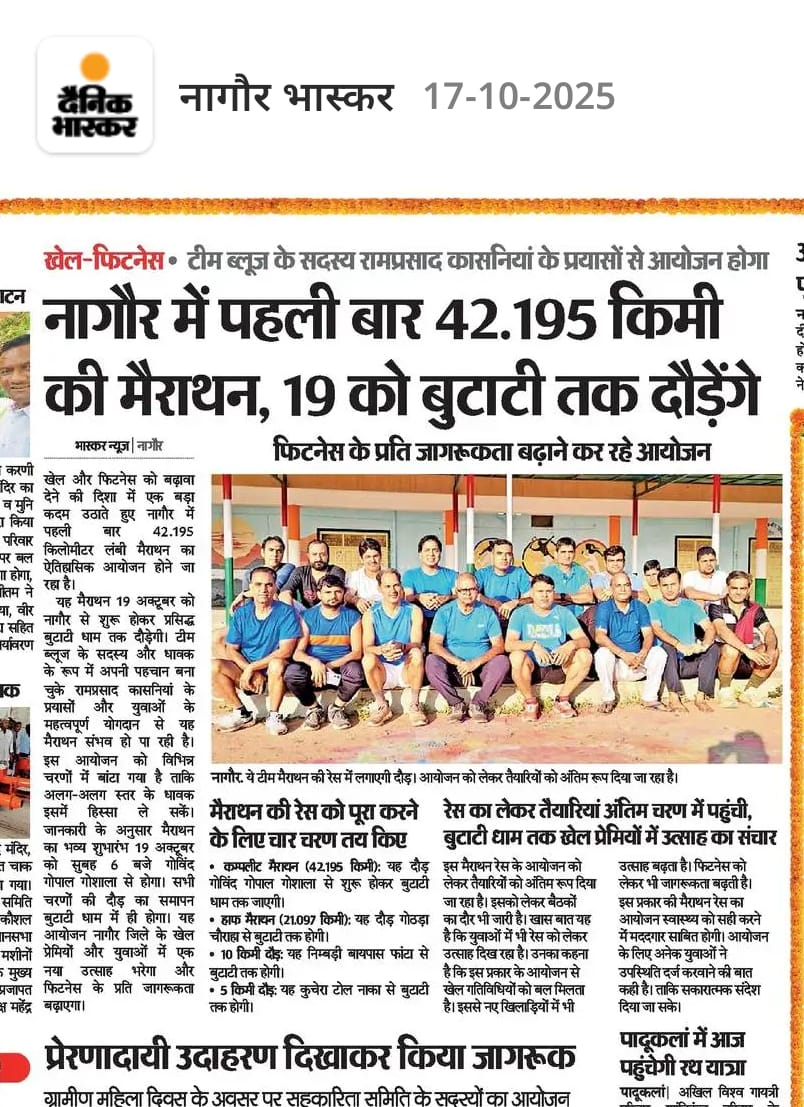 दैनिक
भास्कर
नागौर भास्कर 17-10-2025
खेल-फिटनेस • टीम ब्लूज के सदस्य रामप्रसाद कासनियां के प्रयासों से आयोजन होगा
नागौर में पहली बार 42.195 किमी
की मैराथन, 19 को बुटाटी तक दौड़ेंगे
भास्कर न्यूज | नागौर
खेल और फिटनेस को बढ़ावा
देने की दिशा में एक बड़ा
कदम उठाते हुए नागौर में
पहली बार 42.195
किलोमीटर लंबी मैराथन का
ऐतिहासिक आयोजन होने जा
रहा है।
यह मैराथन 19 अक्टूबर को
नागौर से शुरू होकर प्रसिद्ध
बुटाटी धाम तक दौड़ेगी। टीम
ब्लूज के सदस्य और धावक
के रूप में अपनी पहचान बना
चुके रामप्रसाद कासनियां के
प्रयासों और युवाओं के
महत्वपूर्ण योगदान से यह
मैराथन संभव हो पा रही है।
इस आयोजन को विभिन्न
चरणों में बांटा गया है ताकि
अलग-अलग स्तर के धावक
इसमें हिस्सा ले सकें।
जानकारी के अनुसार मैराथन
का भव्य शुभारंभ 19 अक्टूबर
को सुबह 6 बजे गोविंद
गोपाल गोशाला से होगा। सभी
चरणों की दौड़ का समापन
बुटाटी धाम में ही होगा। यह
आयोजन नागौर जिले के खेल
प्रेमियों और युवाओं में एक
नया उत्साह भरेगा और
फिटनेस के प्रति जागरूकता
बढ़ाएगा।
फिटनेस के प्रति जागरूकता बढ़ाने कर रहे आयोजन
नागौर. ये टीम मैराथन की रेस में लगाएगी दौड़। आयोजन को लेकर तैयारियों को अंतिम रूप दिया जा रहा है।
मैराथन की रेस को पूरा करने
के लिए चार चरण तय किए
• कम्पलीट मैराथन (42.195 किमी): यह दौड़
गोविंद गोपाल गोशाला से शुरू होकर बुटाटी
धाम तक जाएगी।
• हाफ मैराथन (21.097 किमी): यह दौड़ गोठड़ा
चौराहा से बुटाटी तक होगी।
• 10 किमी दौड़: यह निम्बड़ी बायपास फांटा से
बुटाटी तक होगी।
• 5 किमी दौड़: यह कुचेरा टोल नाका से बुटाटी
तक होगी।
रेस का लेकर तैयारियां अंतिम चरण में पहुंची,
बुटाटी धाम तक खेल प्रेमियों में उत्साह का संचार
इस मैराथन रेस के आयोजन को
लेकर तैयारियों को अंतिम रूप दिया
जा रहा है। इसको लेकर बैठकों
का दौर भी जारी है। खास बात यह
है कि युवाओं में भी रेस को लेकर
उत्साह दिख रहा है। उनका कहना
है कि इस प्रकार के आयोजन से
खेल गतिविधियों को बल मिलता
है। इससे नए खिलाड़ियों में भी
उत्साह बढ़ता है। फिटनेस को
लेकर भी जागरूकता बढ़ती है।
इस प्रकार की मैराथन रेस का
आयोजन स्वास्थ्य को सही करने
में मददगार साबित होगी। आयोजन
के लिए अनेक युवाओं ने
उपस्थिति दर्ज करवाने की बात
कही है। ताकि सकारात्मक संदेश
दिया जा सके।
प्रेरणादायी उदाहरण दिखाकर किया जागरूक
ग्रामीण महिला दिवस के अवसर पर सहकारिता समिति के सदस्यों का आयोजन
पादूकलां में आज
पहुंचेगी रथ यात्रा
पादूकलां| अखिल विश्व गायत्री